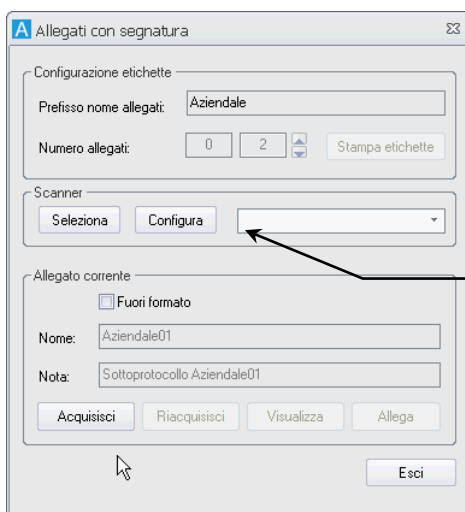 A Allegati con segnatura
Configurazione etichette
Prefisso nome allegati: Aziendale
Numero allegati: 0 2 Stampa etichette
Scanner
Seleziona Configura
Allegato corrente
Fuori formato
Nome: Aziendale01
Nota: Sottoprotocollo Aziendale01
Acquisisci Riacquisisci Visualizza Allega
Esci